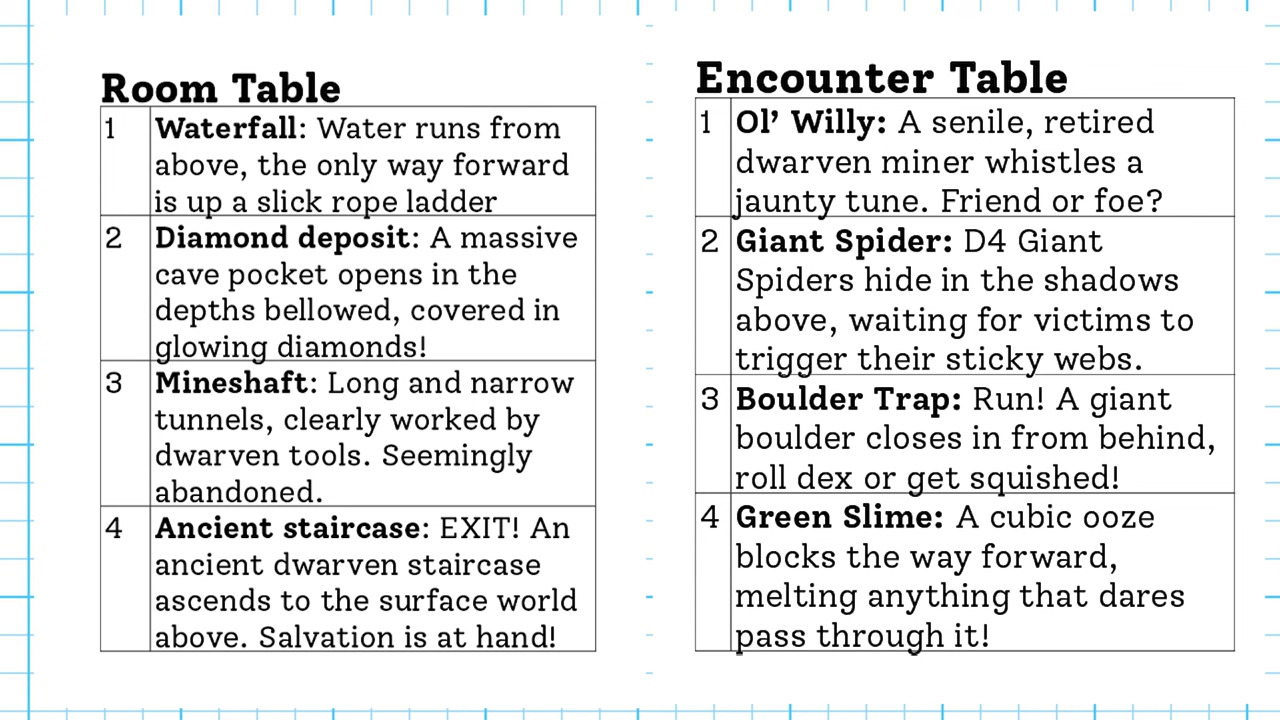 Room Table
1 Waterfall: Water runs from
above, the only way forward
is up a slick rope ladder
2 Diamond deposit: A massive
cave pocket opens in the
depths bellowed, covered in
glowing diamonds!
3 Mineshaft: Long and narrow
tunnels, clearly worked by
dwarven tools. Seemingly
abandoned.
4 Ancient staircase: EXIT! An
ancient dwarven staircase
ascends to the surface world
above. Salvation is at hand!
Encounter Table
1 Ol’ Willy: A senile, retired
dwarven miner whistles a
jaunty tune. Friend or foe?
2 Giant Spider: D4 Giant
Spiders hide in the shadows
above, waiting for victims to
trigger their sticky webs.
3 Boulder Trap: Run! A giant
boulder closes in from behind,
roll dex or get squished!
4 Green Slime: A cubic ooze
blocks the way forward,
melting anything that dares
pass through it!